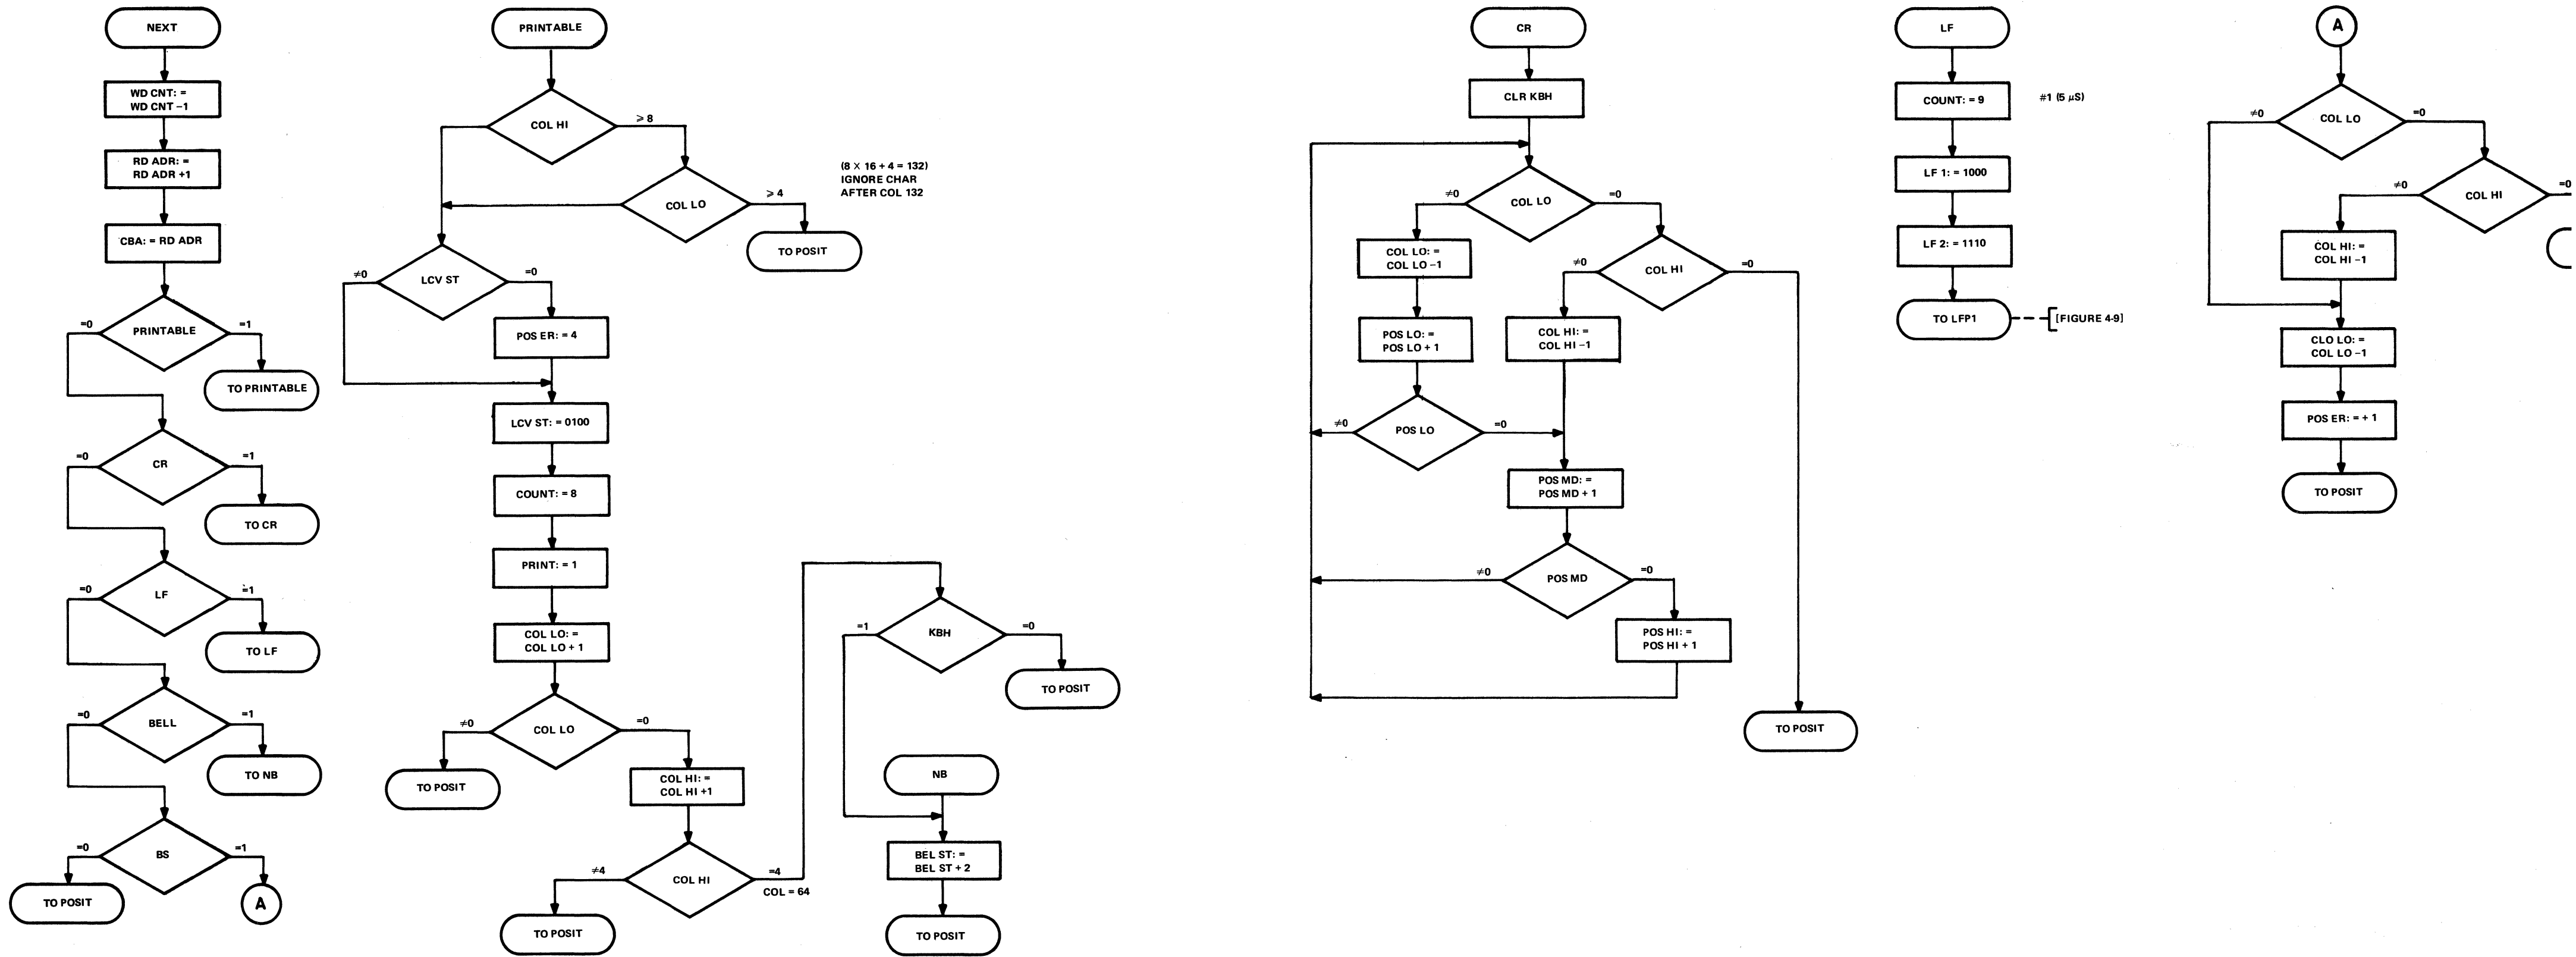 NEXT
WD CNT: =
WD CNT –1
RD ADR: =
RD ADR +1
CBA: = RD ADR
PRINTABLE
=0
=1
TO PRINTABLE
CR
=0
=1
TO CR
LF
=0
=1
TO LF
BELL
=0
=1
TO NB
BS
=0
=1
TO POSIT
A
PRINTABLE
COL HI
⩾ 8
COL LO
⩾ 4
(8 X 16 + 4 = 132)
IGNORE CHAR
AFTER COL 132
TO POSIT
LCV ST
≠0
=0
POS ER: = 4
LCV ST: = 0100
COUNT: = 8
PRINT: = 1
COL LO: =
COL LO + 1
COL LO
≠0
=0
TO POSIT
COL HI: =
COL HI +1
COL HI
≠4
=4
COL = 64
TO POSIT
KBH
=1
=0
TO POSIT
NB
BEL ST: =
BEL ST + 2
TO POSIT
CR
CLR KBH
COL LO
≠0
=0
COL LO: =
COL LO –1
POS LO: =
POS LO + 1
POS LO
≠0
=0
COL HI
≠0
=0
COL HI: =
COL HI –1
POS MD: =
POS MD + 1
POS MD
≠0
=0
POS HI: =
POS HI + 1
TO POSIT
LF
COUNT: = 9
#1 (5 µS)
LF 1: = 1000
LF 2: = 1110
TO LFP1
[FIGURE 4-9]
A
COL LO
≠0
=0
COL HI
≠0
=0
COL HI: =
COL HI –1
CLO LO: =
COL LO –1
POS ER: = + 1
TO POSIT